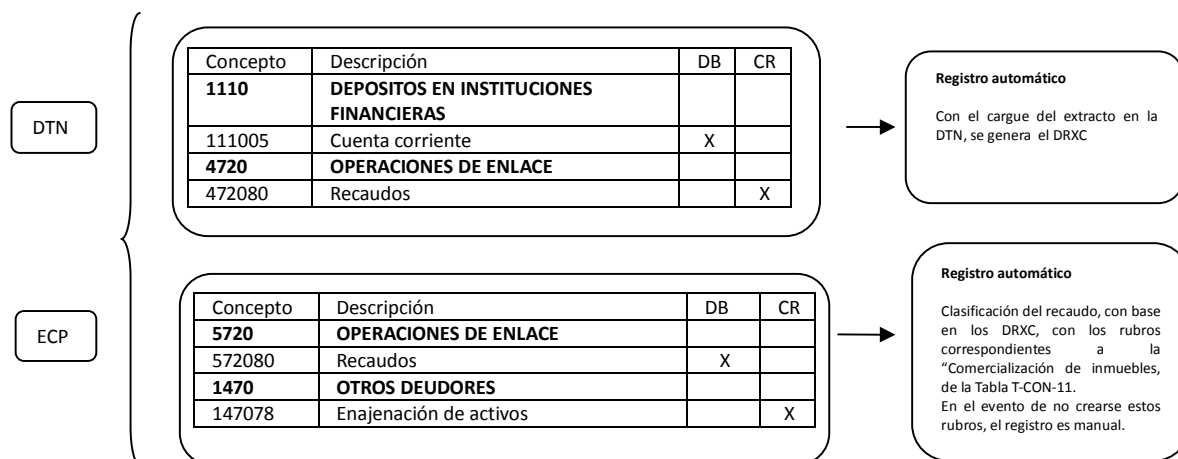 DTN
Concepto Descripción DB CR
1110 DEPOSITOS EN INSTITUCIONES
FINANCIERAS
111005 Cuenta corriente X
4720 OPERACIONES DE ENLACE
472080 Recaudos X
Registro automático
Con el cargue del extracto en la
DTN, se genera el DRXC
ECP
Concepto Descripción DB CR
5720 OPERACIONES DE ENLACE
572080 Recaudos X
1470 OTROS DEUDORES
147078 Enajenación de activos X
Registro automático
Clasificación del recaudo, con base
en los DRXC, con los rubros
correspondientes a la
“Comercialización de inmuebles,
de la Tabla T-CON-11.
En el evento de no crearse estos
rubros, el registro es manual.